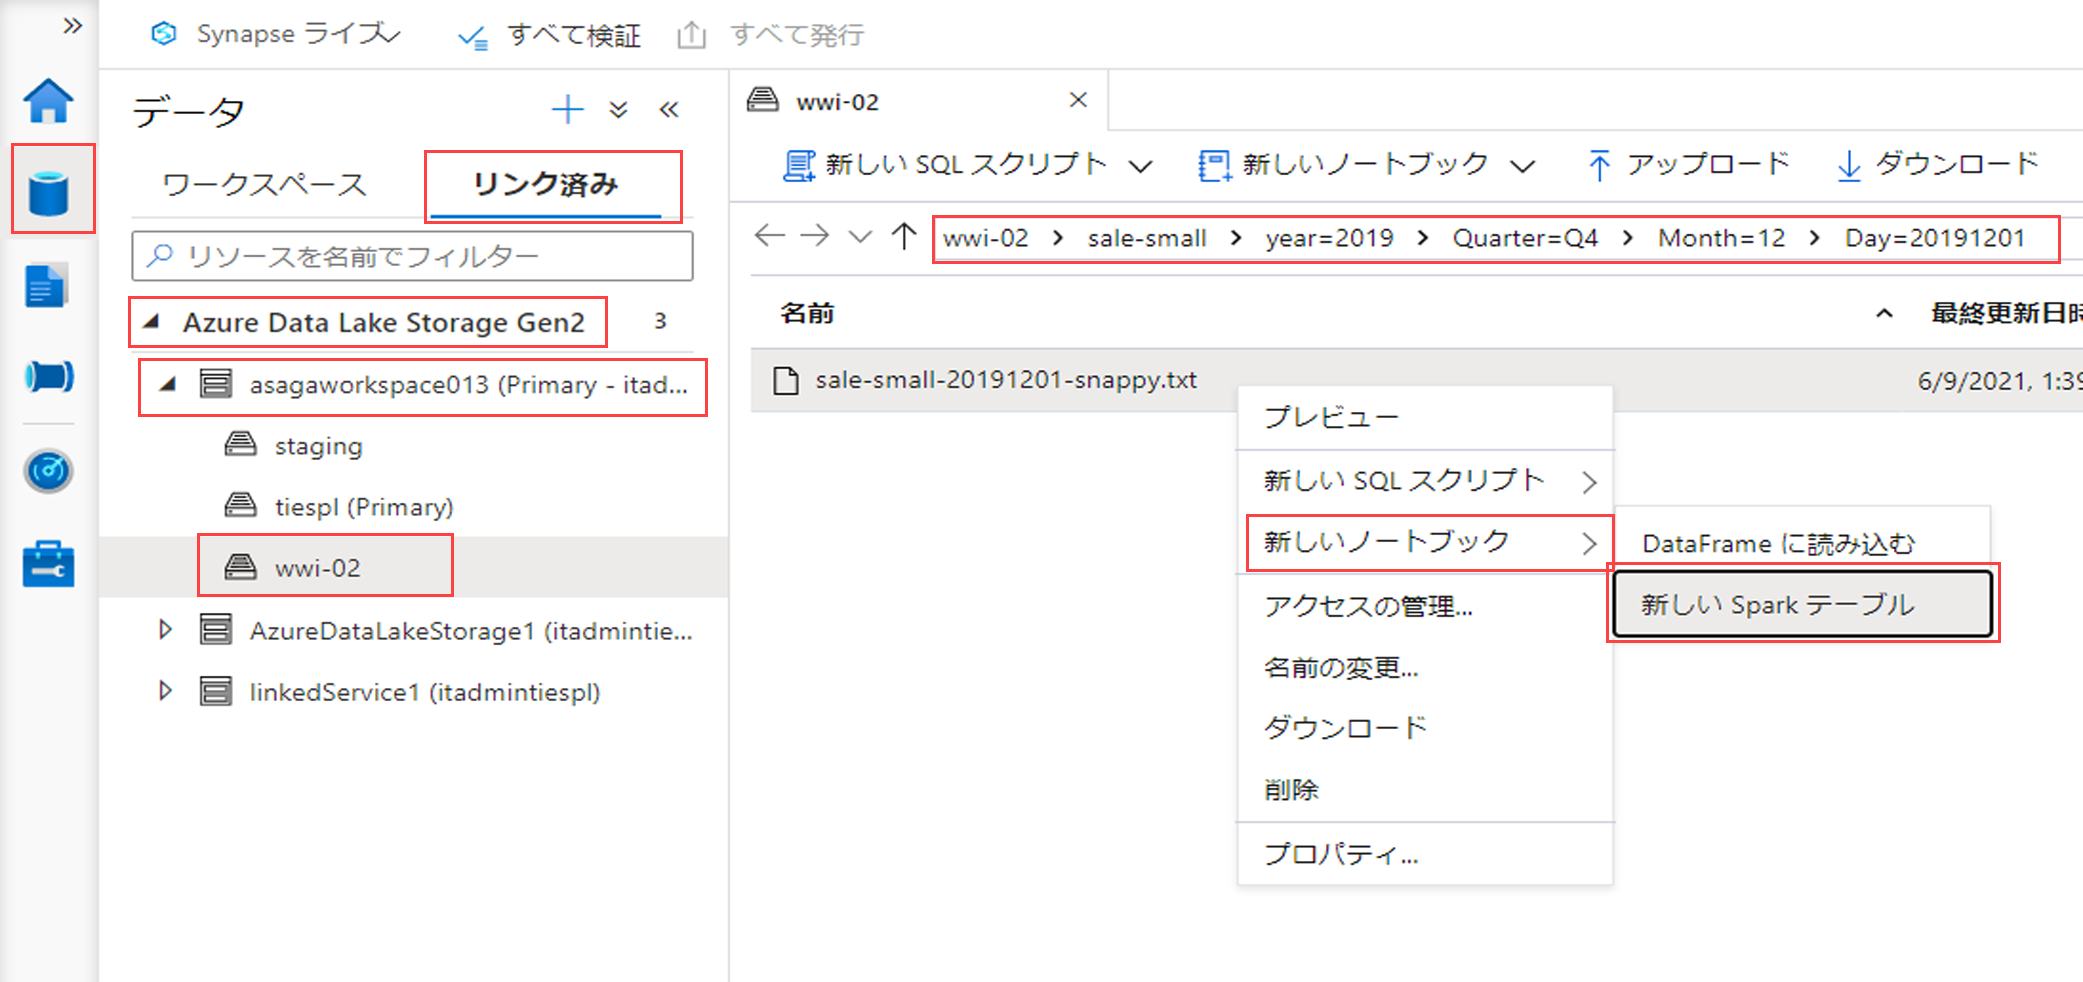 Synapse ライブ
すべて検証
すべて発行
データ
ワークスペース
リンク済み
リソースを名前でフィルター
Azure Data Lake Storage Gen2
3
asagaworkspace013 (Primary - itad...
staging
tiespl (Primary)
wwi-02
AzureDataLakeStorage1 (itadmintie...
linkedService1 (itadmintiespl)
wwi-02
新しい SQL スクリプト
新しいノートブック
アップロード
ダウンロード
wwi-02 > sale-small > year=2019 > Quarter=Q4 > Month=12 > Day=20191201
名前
最終更新日時
sale-small-20191201-snappy.txt
6/9/2021, 1:39
プレビュー
新しい SQL スクリプト
新しいノートブック
アクセスの管理...
名前の変更...
ダウンロード
削除
プロパティ...
DataFrame に読み込む
新しい Spark テーブル